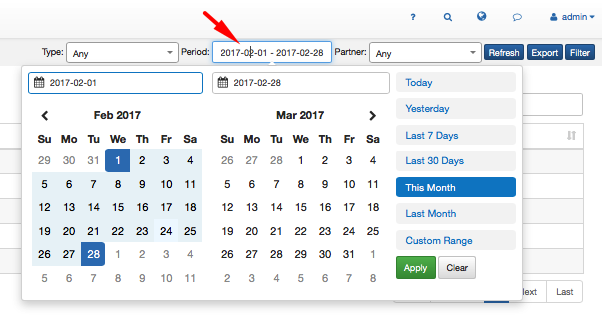 ? admin
Type: Any Period: 2017-02-01 - 2017-02-28 Partner: Any Refresh Export Filter
2017-02-01 2017-02-28
Feb 2017 Mar 2017
Su Mo Tu We Th Fr Sa Su Mo Tu We Th Fr Sa
29 30 31 1 2 3 4 26 27 28 1 2 3 4
5 6 7 8 9 10 11 5 6 7 8 9 10 11
12 13 14 15 16 17 18 12 13 14 15 16 17 18
19 20 21 22 23 24 25 19 20 21 22 23 24 25
26 27 28 1 2 3 4 26 27 28 29 30 31 1
5 6 7 8 9 10 11 2 3 4 5 6 7 8
Today
Yesterday
Last 7 Days
Last 30 Days
This Month
Last Month
Custom Range
Apply Clear
Last